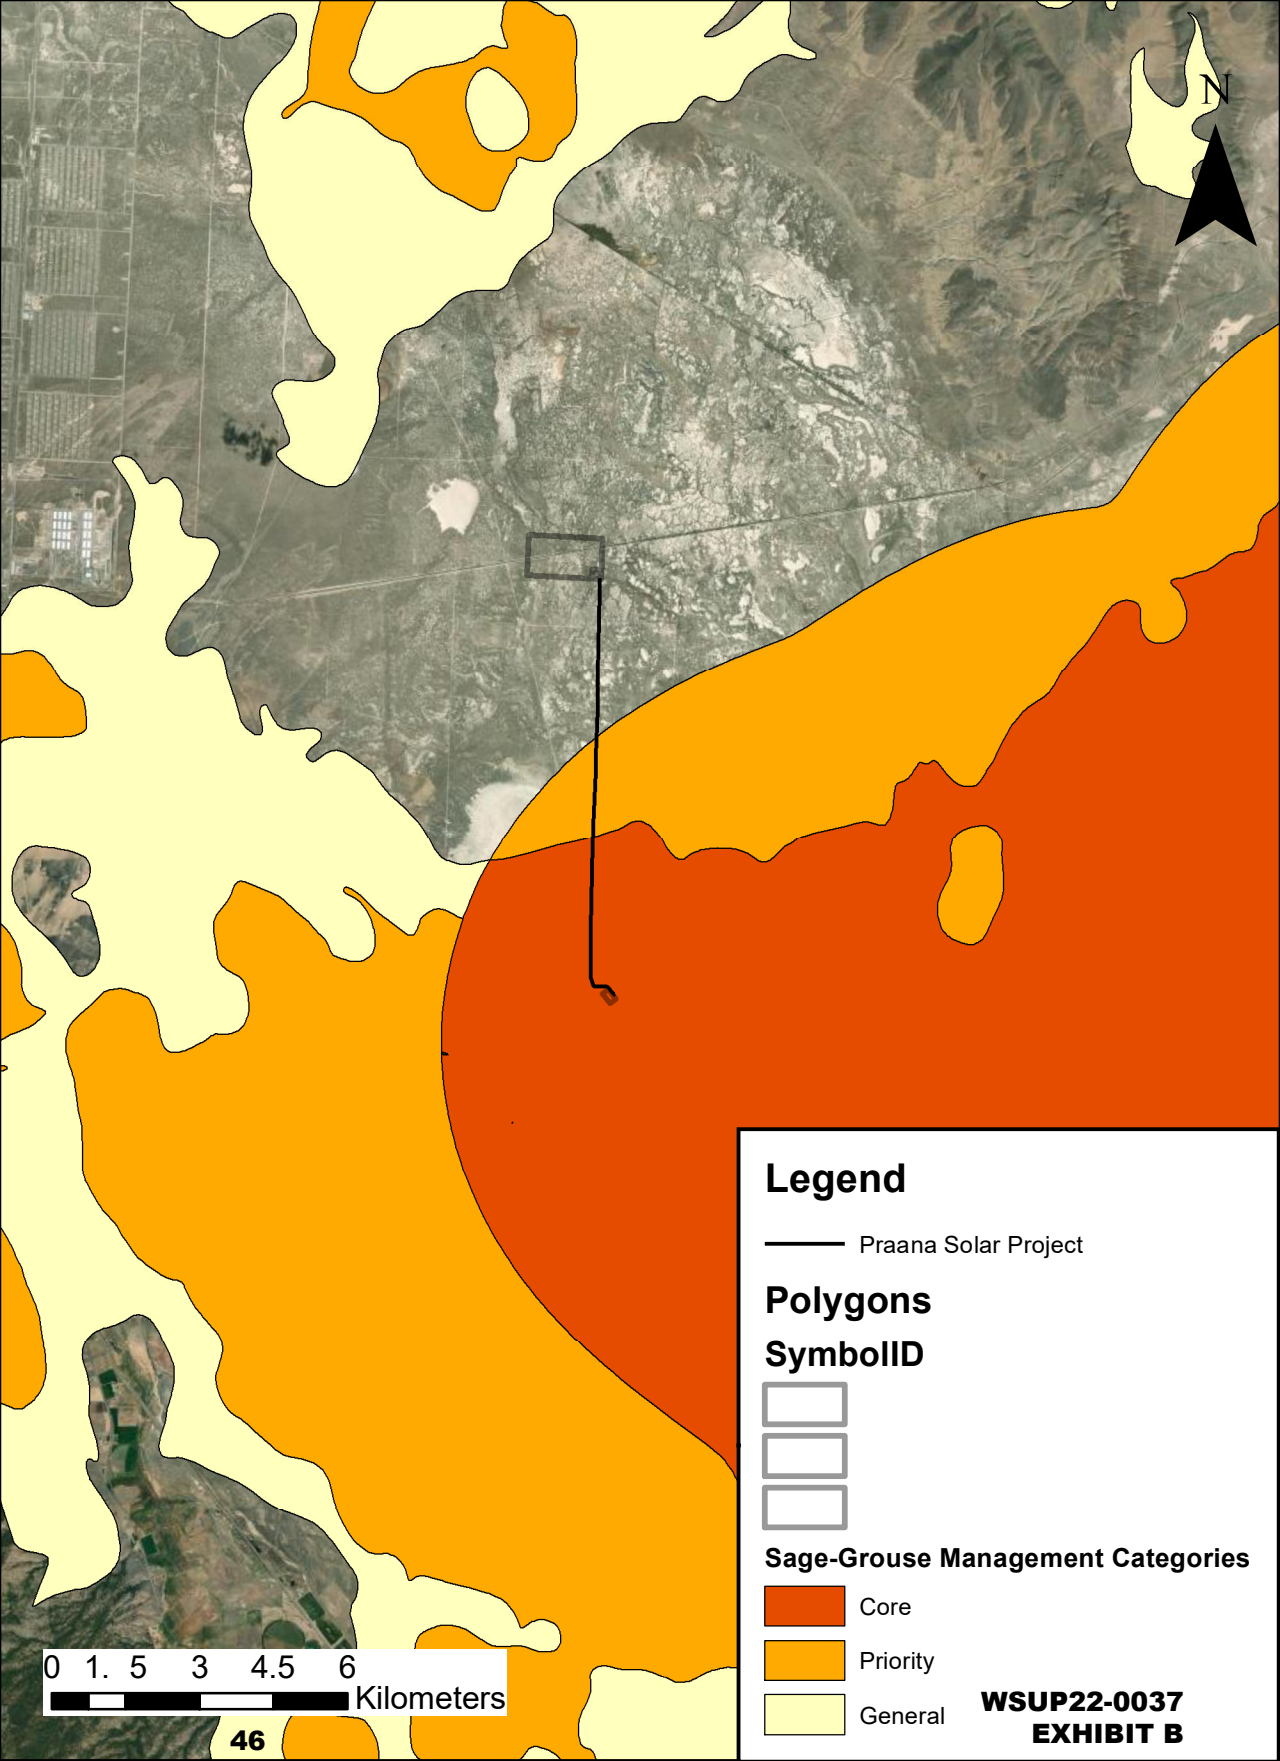 N
Legend
Praana Solar Project
Polygons
SymbolID
Sage-Grouse Management Categories
Core
Priority
General
WSUP22-0037
EXHIBIT B
0 1. 5 3 4.5 6
Kilometers
46